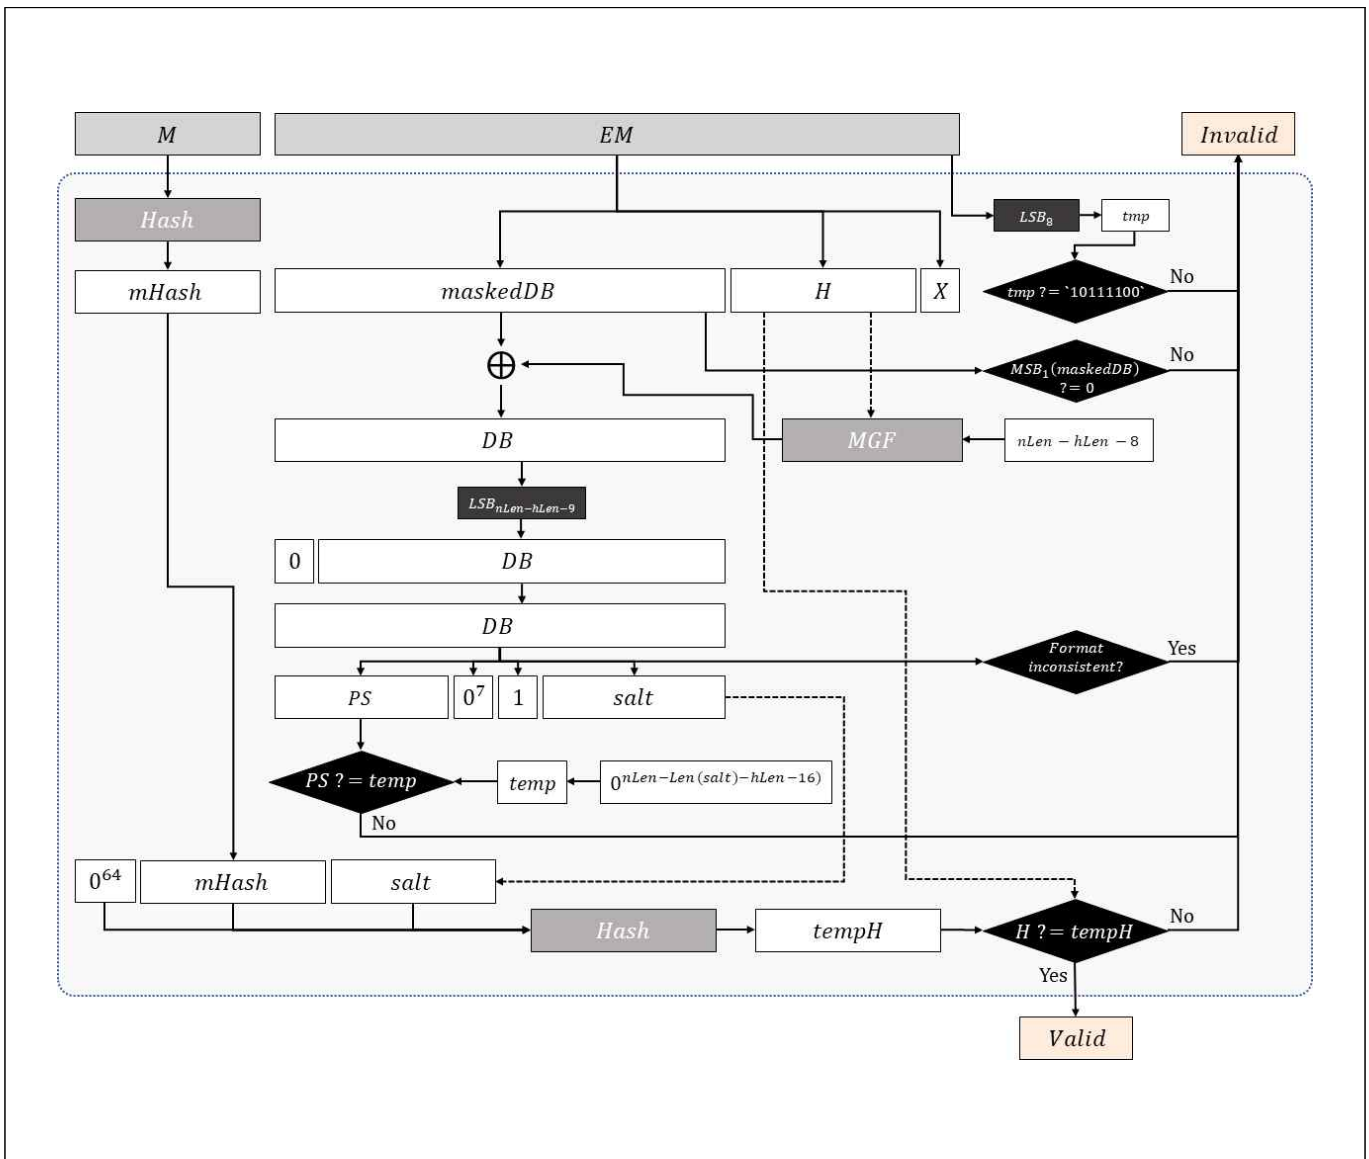 M
EM
Invalid
Hash
LSB₈
tmp
mHash
maskedDB
H
X
tmp ?= `10111100`
No
MSB₁(maskedDB)
?= 0
No
⊕
DB
MGF
nLen − hLen − 8
LSBₙLₑₙ₋ₕLₑₙ₋₉
0
DB
DB
Format
inconsistent?
Yes
PS
0⁷
1
salt
PS ?= temp
temp
0^{nLen−Len(salt)−hLen−16)}
No
0⁶⁴
mHash
salt
Hash
tempH
H ?= tempH
No
Yes
Valid